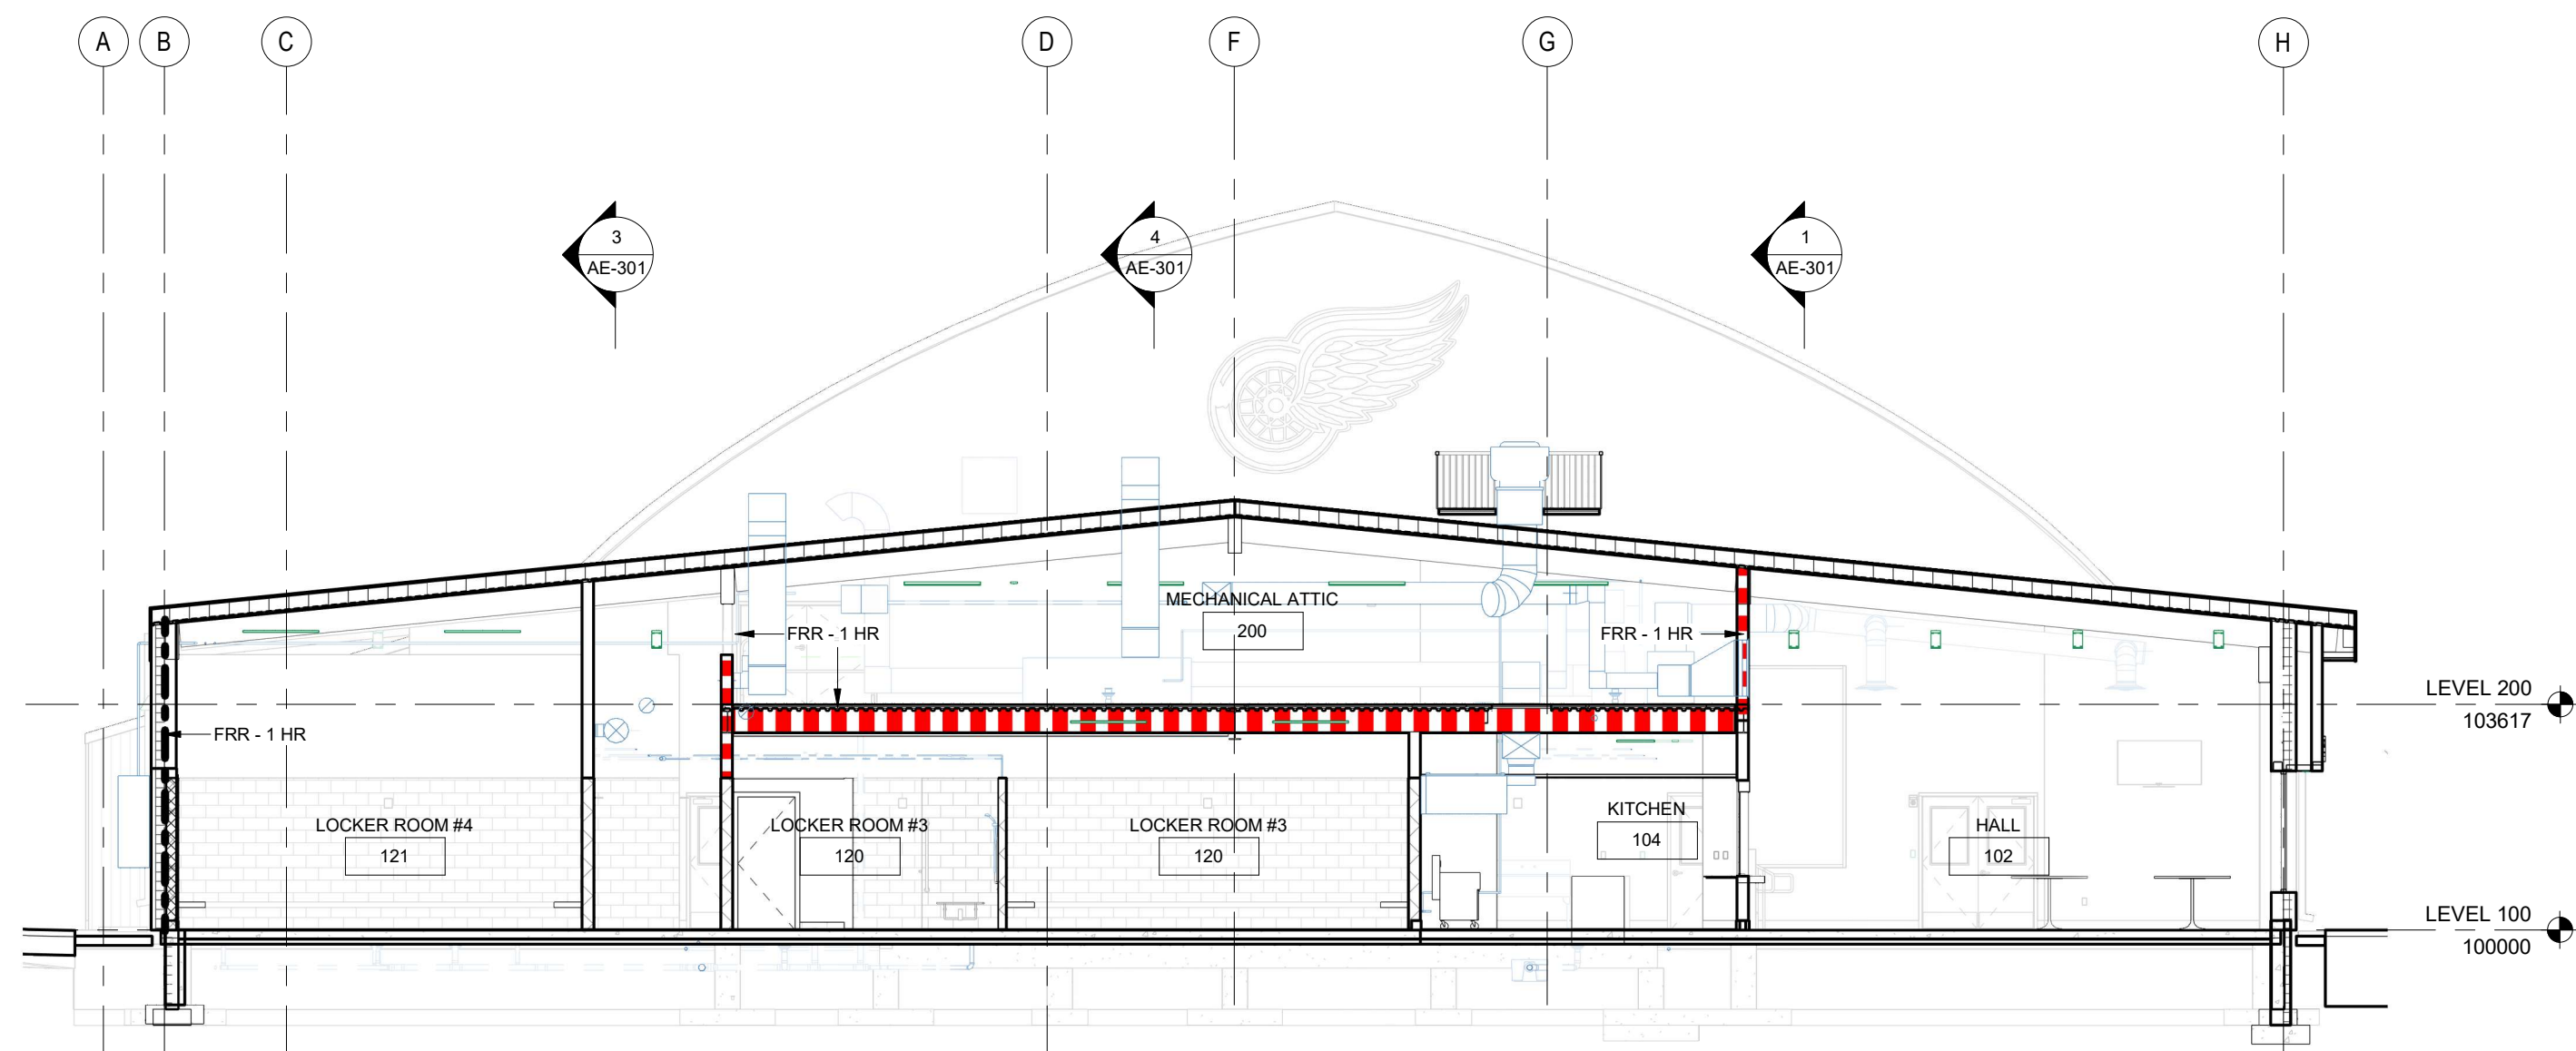 A
B
C
D
F
G
H
3
AE-301
4
AE-301
1
AE-301
MECHANICAL ATTIC
200
FRR - 1 HR
FRR - 1 HR
FRR - 1 HR
LEVEL 200
103617
LOCKER ROOM #4
121
LOCKER ROOM #3
120
LOCKER ROOM #3
120
KITCHEN
104
HALL
102
LEVEL 100
100000